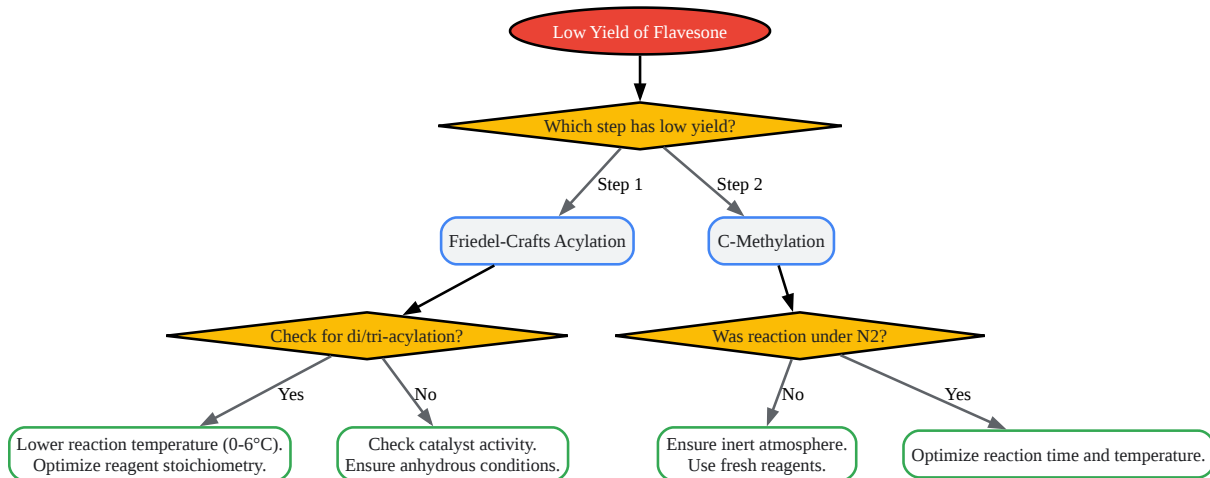 Low Yield of Flavesone
Which step has low yield?
Step 1
Step 2
Friedel-Crafts Acylation
C-Methylation
Check for di/tri-acylation?
Was reaction under N2?
Yes
No
No
Yes
Lower reaction temperature (0-6°C).
Optimize reagent stoichiometry.
Check catalyst activity.
Ensure anhydrous conditions.
Ensure inert atmosphere.
Use fresh reagents.
Optimize reaction time and temperature.